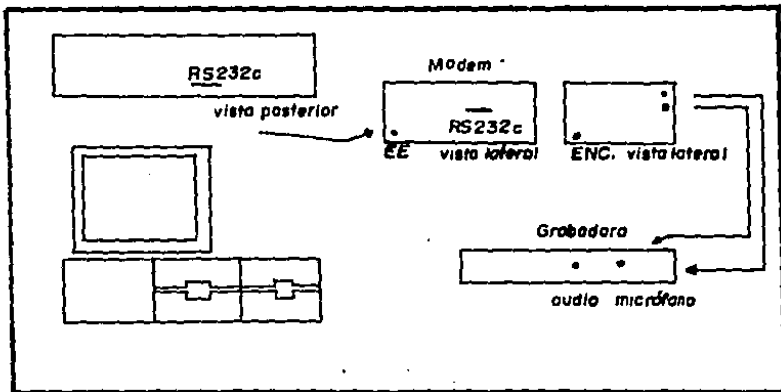 RS232c
vista posterior
Modem
RS232c
EE vista lateral
ENC. vista lateral
Grabadora
audio micrófono